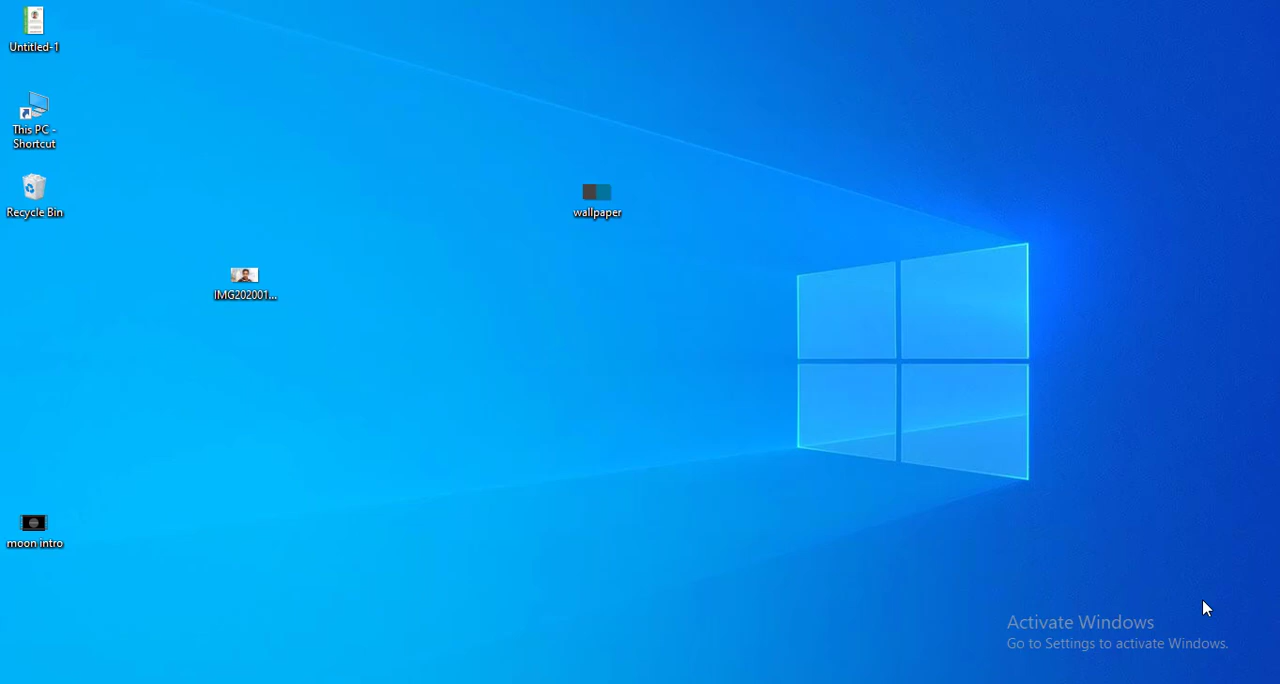 Untitled-1
This PC -
Shortcut
Recycle Bin
wallpaper
IMG202001...
moon intro
Activate Windows
Go to Settings to activate Windows.